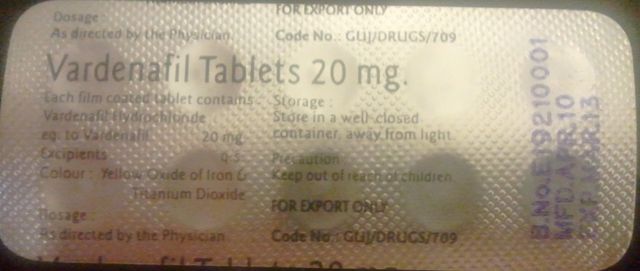 Dosage :
As directed by the Physician.
FOR EXPORT ONLY
Code No.: GUJ/DRUGS/709
Vardenafil Tablets 20 mg.
Each film coated tablet contains :
Vardenafil Hydrochloride
eq. to Vardenafil 20 mg
Excipients q.s.
Colour : Yellow Oxide of Iron &
Titanium Dioxide
Storage :
Store in a well-closed
container, away from light.
Precaution
Keep out of reach of children.
Dosage :
As directed by the Physician.
FOR EXPORT ONLY
Code No.: GUJ/DRUGS/709
B.No.E19210001
MFD.APR.10
EXP.MAR.13